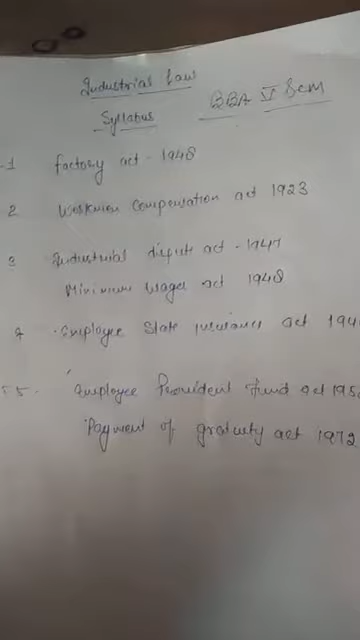 Industrial Law
BBA V Sem
Syllabus
-1 factory act - 1948
2 Workmen Compensation act 1923
3 Industrial dispute act - 1947
Minimum Wages act 1948
4 Employee State Insurance act 194
5. Employee Provident Fund act 195
Payment of gratuity act 1972